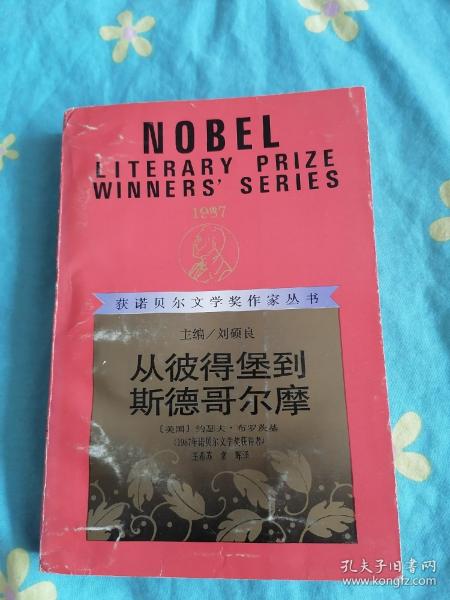 NOBEL
LITERARY PRIZE
WINNERS' SERIES
1987
获诺贝尔文学奖作家丛书
主编/刘硕良
从彼得堡到
斯德哥尔摩
〔美国〕约瑟夫·布罗茨基
(1987年诺贝尔文学奖获得者)
王希苏 常晖译
孔夫子旧书网
www.kongfz.com